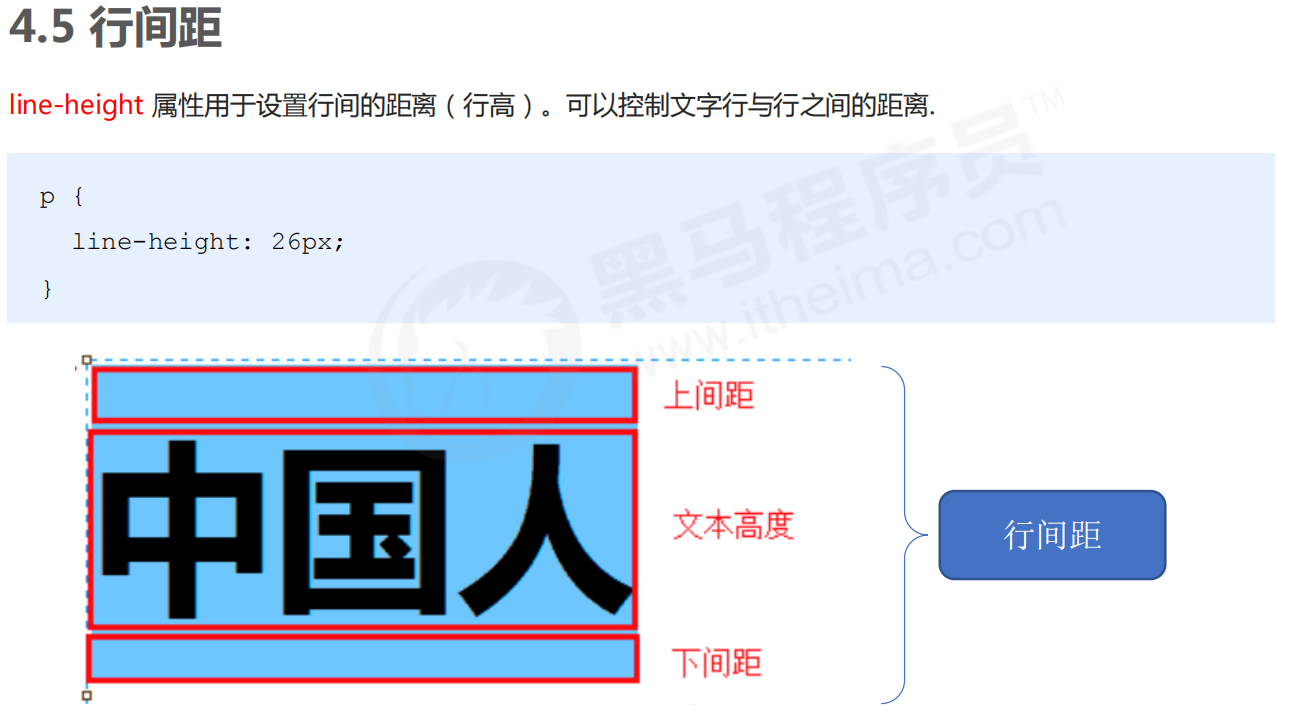 4.5 行间距
line-height 属性用于设置行间的距离（行高）。可以控制文字行与行之间的距离.
p {
line-height: 26px;
}
黑马程序员™
www.itheima.com
上间距
中国人
文本高度
行间距
下间距